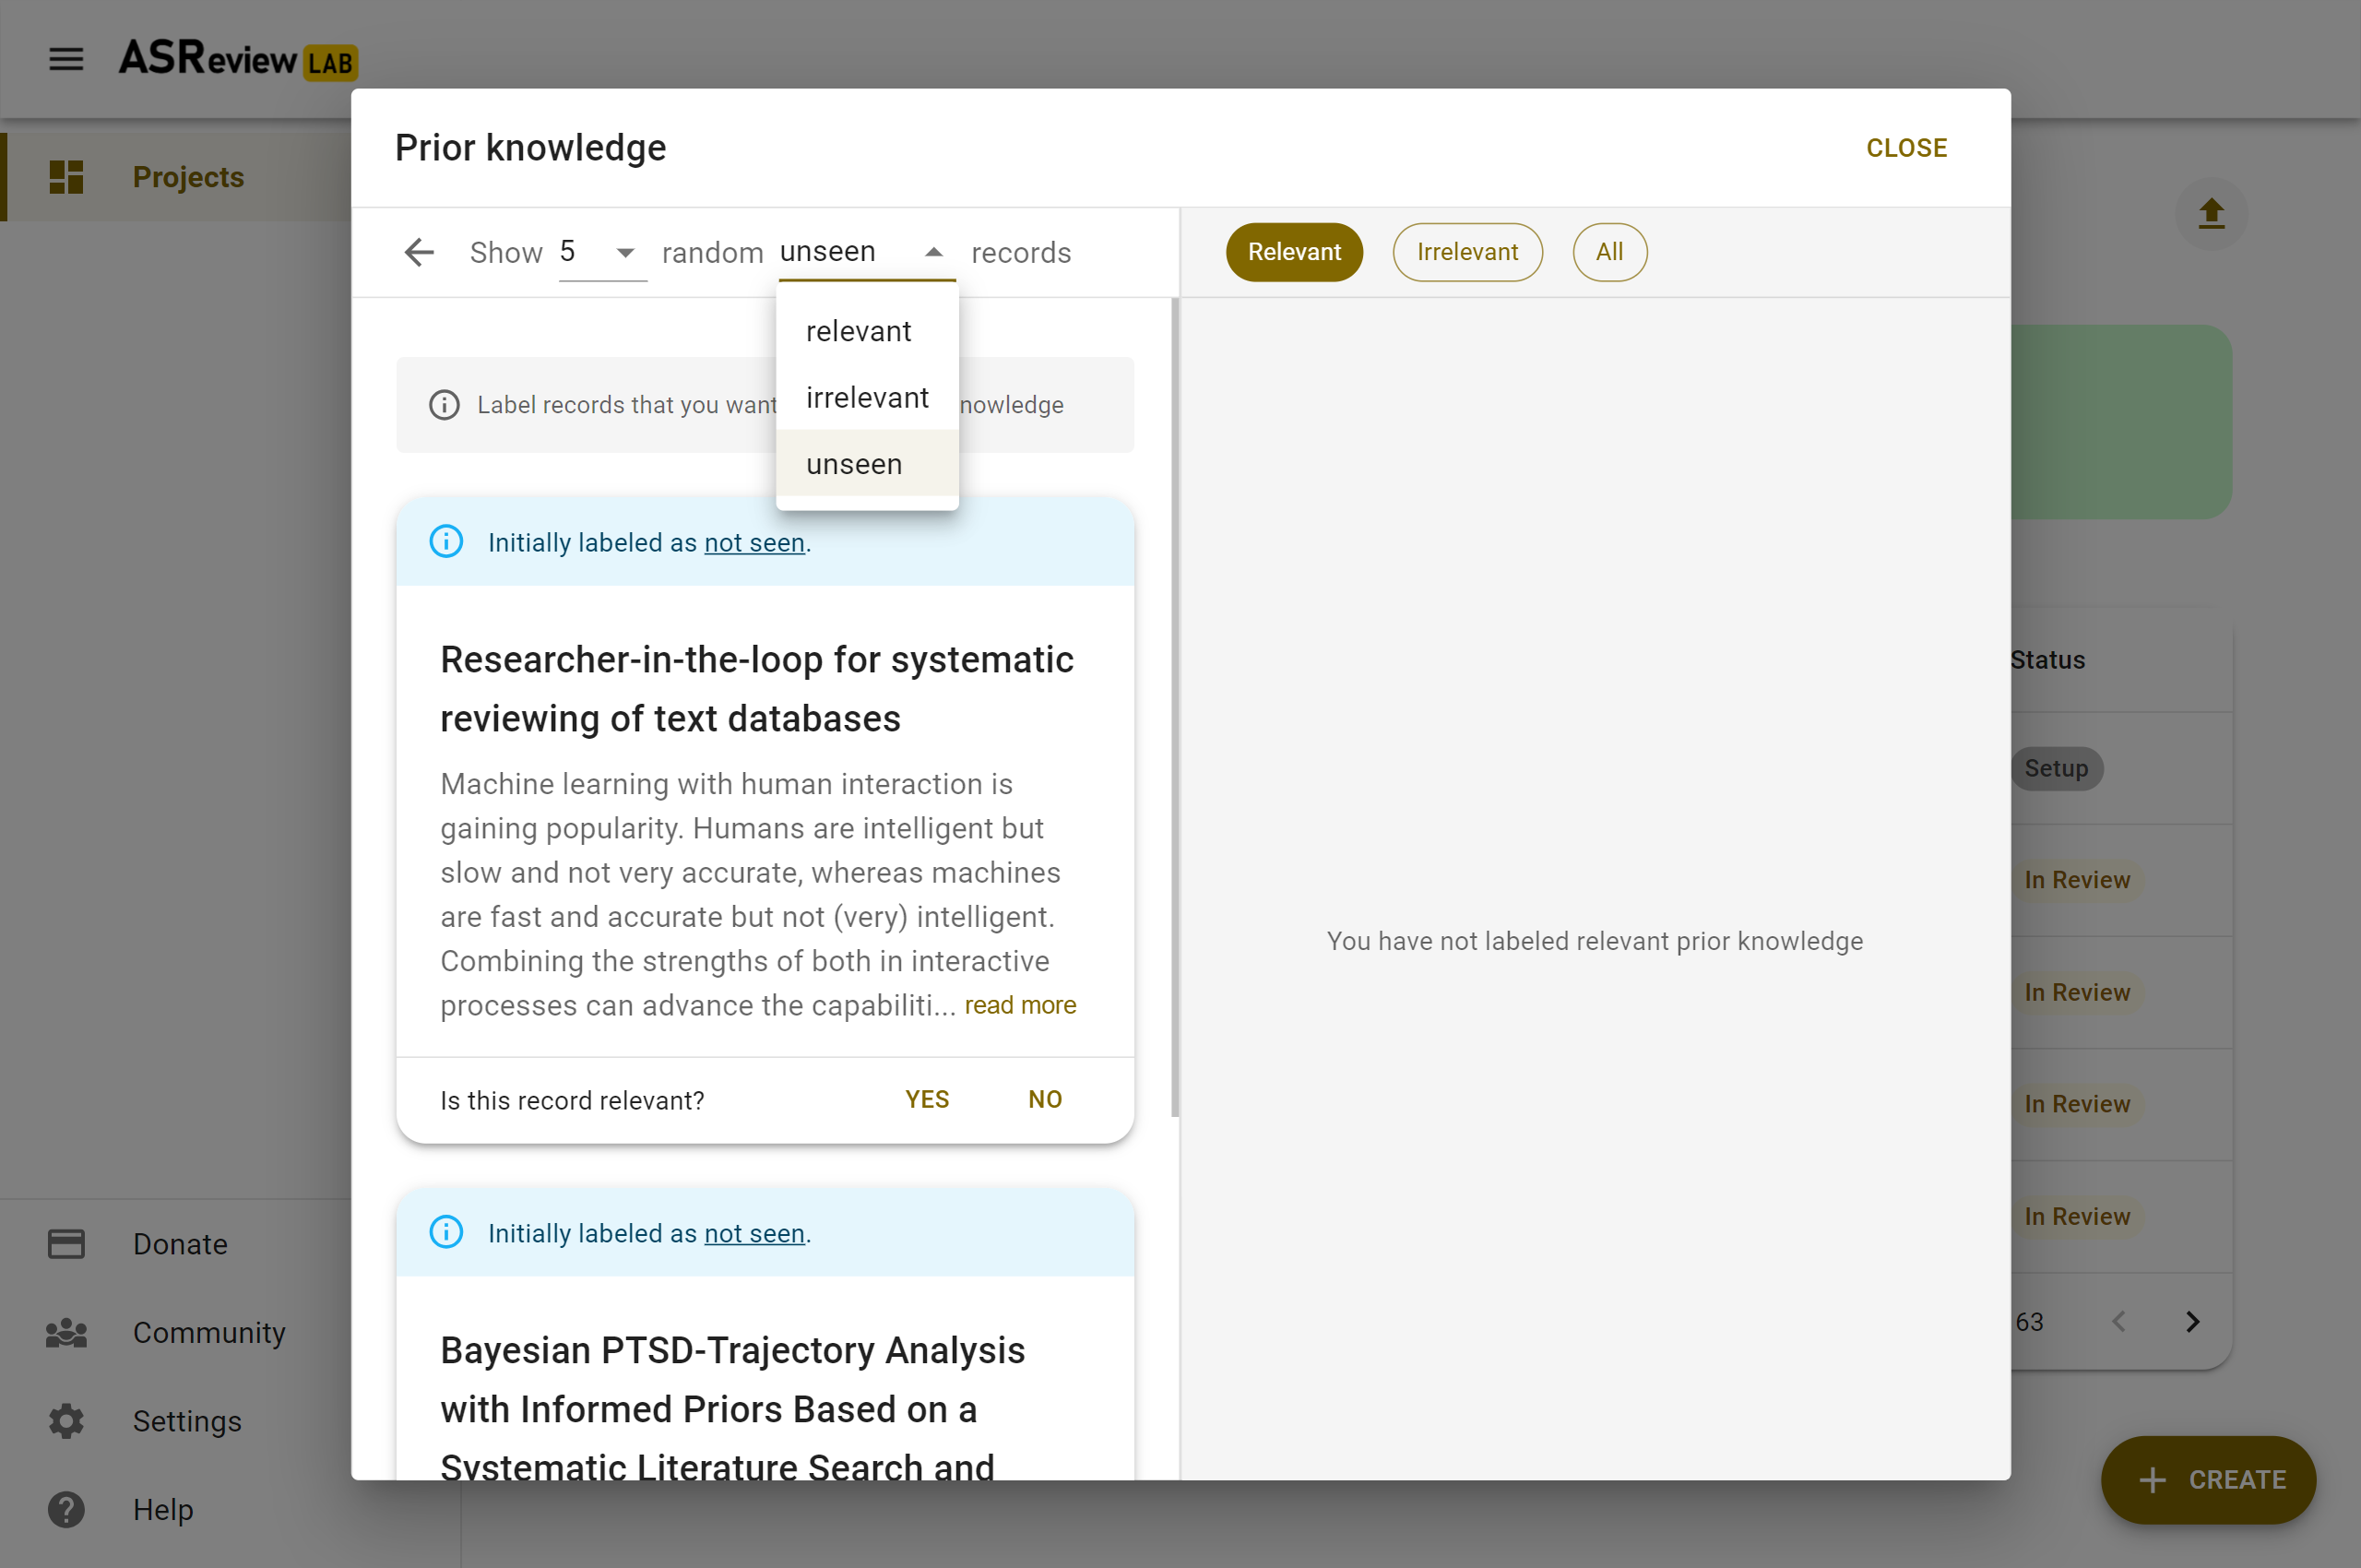 ASReview LAB
Projects
Donate
Community
Settings
Help
Prior knowledge
CLOSE
Show 5 random unseen records
relevant
irrelevant
unseen
Label records that you want nowledge
Initially labeled as not seen.
Researcher-in-the-loop for systematic
reviewing of text databases
Machine learning with human interaction is
gaining popularity. Humans are intelligent but
slow and not very accurate, whereas machines
are fast and accurate but not (very) intelligent.
Combining the strengths of both in interactive
processes can advance the capabiliti... read more
Is this record relevant? YES NO
Initially labeled as not seen.
Bayesian PTSD-Trajectory Analysis
with Informed Priors Based on a
Systematic Literature Search and
Relevant Irrelevant All
You have not labeled relevant prior knowledge
Status
Setup
In Review
In Review
In Review
In Review
63
CREATE